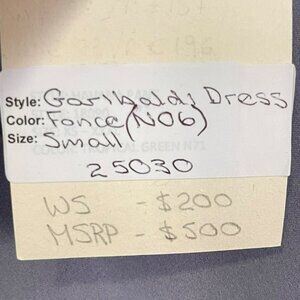 Style: Garibaldi Dress
Color: Fonce (N06)
Size: Small
25030
WS - $200
MSRP - $500